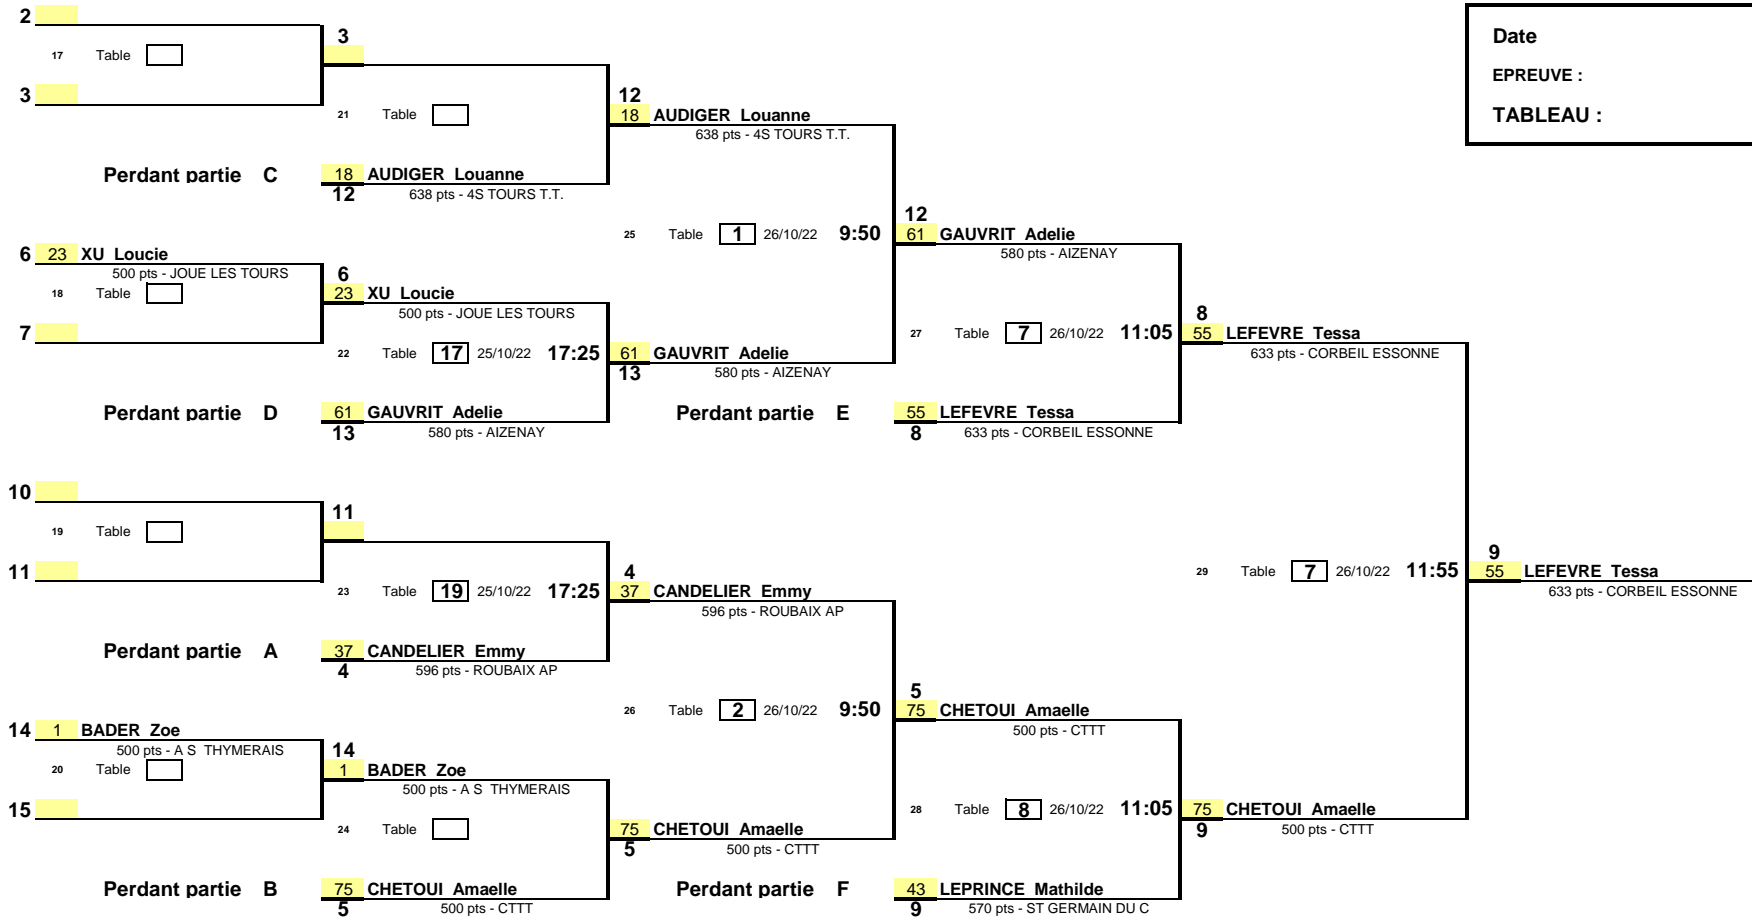 2
17 Table
3
3
21 Table
12
18 AUDIGER Louanne
638 pts - 4S TOURS T.T.
Date
EPREUVE :
TABLEAU :
Perdant partie C
18 AUDIGER Louanne
12
638 pts - 4S TOURS T.T.
25 Table 1 26/10/22 9:50
12
61 GAUVRIT Adelie
580 pts - AIZENAY
6 23 XU Loucie
500 pts - JOUE LES TOURS
18 Table
7
6
23 XU Loucie
500 pts - JOUE LES TOURS
22 Table 17 25/10/22 17:25
61 GAUVRIT Adelie
13
580 pts - AIZENAY
27 Table 7 26/10/22 11:05
8
55 LEFEVRE Tessa
633 pts - CORBEIL ESSONNE
Perdant partie D
61 GAUVRIT Adelie
13
580 pts - AIZENAY
Perdant partie E
55 LEFEVRE Tessa
8
633 pts - CORBEIL ESSONNE
10
19 Table
11
11
23 Table 19 25/10/22 17:25
4
37 CANDELIER Emmy
596 pts - ROUBAIX AP
29 Table 7 26/10/22 11:55
9
55 LEFEVRE Tessa
633 pts - CORBEIL ESSONNE
Perdant partie A
37 CANDELIER Emmy
4
596 pts - ROUBAIX AP
26 Table 2 26/10/22 9:50
5
75 CHETOUI Amaelle
500 pts - CTTT
14 1 BADER Zoe
500 pts - A S THYMERAIS
20 Table
15
14
1 BADER Zoe
500 pts - A S THYMERAIS
24 Table
75 CHETOUI Amaelle
5
500 pts - CTTT
28 Table 8 26/10/22 11:05
75 CHETOUI Amaelle
9
500 pts - CTTT
Perdant partie B
75 CHETOUI Amaelle
5
500 pts - CTTT
Perdant partie F
43 LEPRINCE Mathilde
9
570 pts - ST GERMAIN DU C